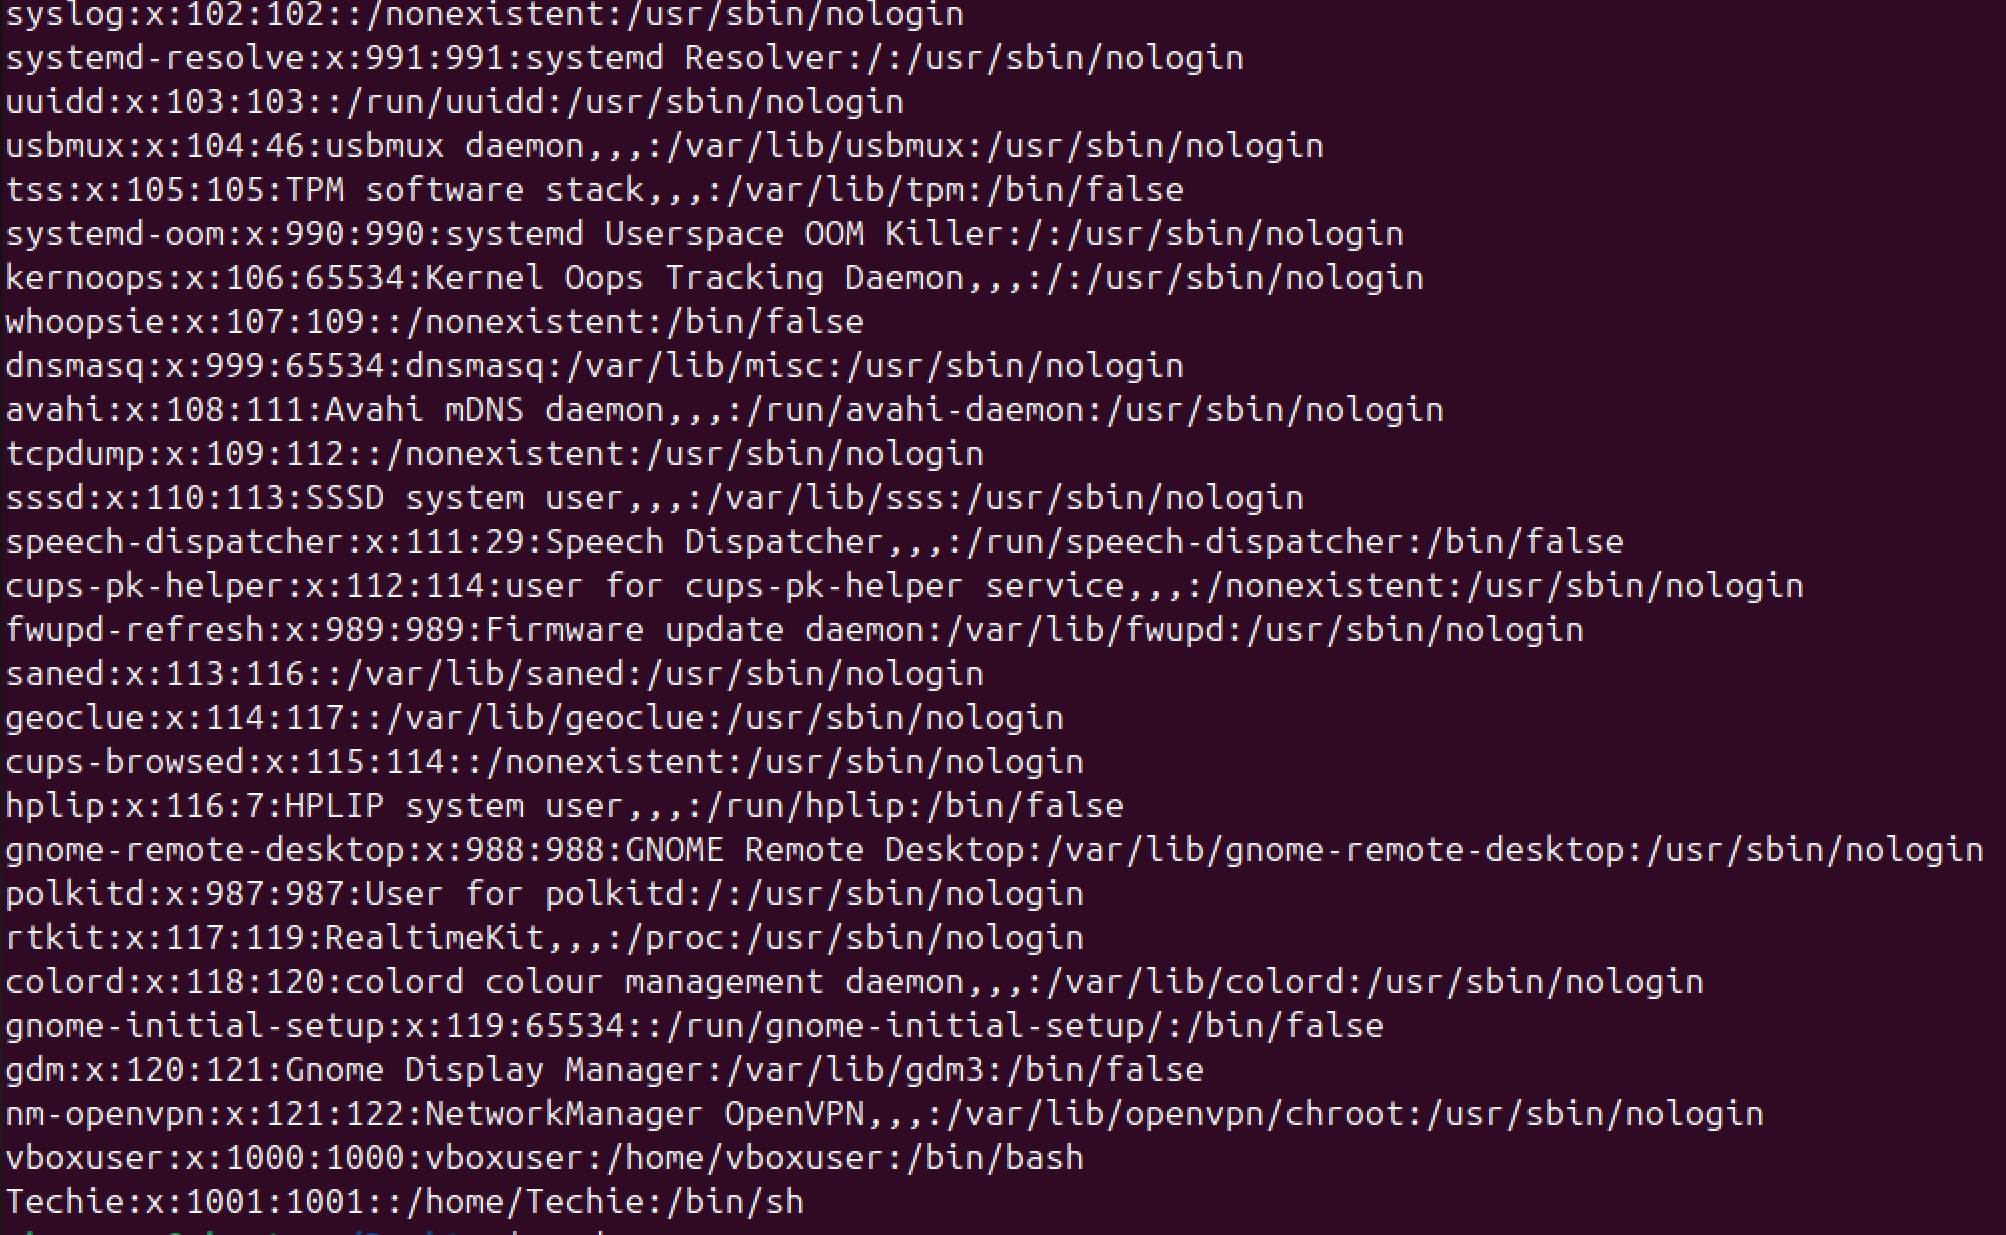 syslog:x:102:102::/nonexistent:/usr/sbin/nologin
systemd-resolve:x:991:991:systemd Resolver:/:/usr/sbin/nologin
uuidd:x:103:103::/run/uuidd:/usr/sbin/nologin
usbmux:x:104:46:usbmux daemon,,,:/var/lib/usbmux:/usr/sbin/nologin
tss:x:105:105:TPM software stack,,,:/var/lib/tpm:/bin/false
systemd-oom:x:990:990:systemd Userspace OOM Killer:/:/usr/sbin/nologin
kernoops:x:106:65534:Kernel Oops Tracking Daemon,,,:/:/usr/sbin/nologin
whoopsie:x:107:109::/nonexistent:/bin/false
dnsmasq:x:999:65534:dnsmasq:/var/lib/misc:/usr/sbin/nologin
avahi:x:108:111:Avahi mDNS daemon,,,:/run/avahi-daemon:/usr/sbin/nologin
tcpdump:x:109:112::/nonexistent:/usr/sbin/nologin
sssd:x:110:113:SSSD system user,,,:/var/lib/sss:/usr/sbin/nologin
speech-dispatcher:x:111:29:Speech Dispatcher,,,:/run/speech-dispatcher:/bin/false
cups-pk-helper:x:112:114:user for cups-pk-helper service,,,:/nonexistent:/usr/sbin/nologin
fwupd-refresh:x:989:989:Firmware update daemon:/var/lib/fwupd:/usr/sbin/nologin
saned:x:113:116::/var/lib/saned:/usr/sbin/nologin
geoclue:x:114:117::/var/lib/geoclue:/usr/sbin/nologin
cups-browsed:x:115:114::/nonexistent:/usr/sbin/nologin
hplip:x:116:7:HPLIP system user,,,:/run/hplip:/bin/false
gnome-remote-desktop:x:988:988:GNOME Remote Desktop:/var/lib/gnome-remote-desktop:/usr/sbin/nologin
polkitd:x:987:987:User for polkitd:/:/usr/sbin/nologin
rtkit:x:117:119:RealtimeKit,,,:/proc:/usr/sbin/nologin
colord:x:118:120:colord colour management daemon,,,:/var/lib/colord:/usr/sbin/nologin
gnome-initial-setup:x:119:65534::/run/gnome-initial-setup/:/bin/false
gdm:x:120:121:Gnome Display Manager:/var/lib/gdm3:/bin/false
nm-openvpn:x:121:122:NetworkManager OpenVPN,,,:/var/lib/openvpn/chroot:/usr/sbin/nologin
vboxuser:x:1000:1000:vboxuser:/home/vboxuser:/bin/bash
Techie:x:1001:1001::/home/Techie:/bin/sh